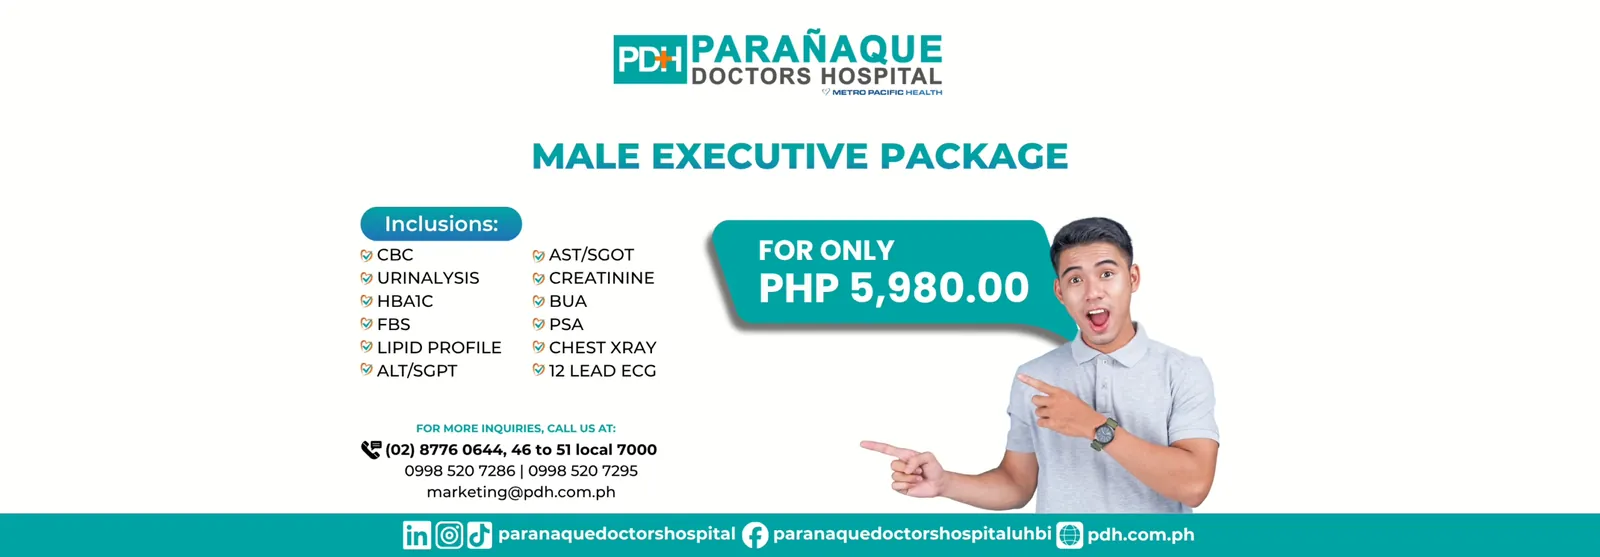 PDH PARAÑAQUE
DOCTORS HOSPITAL
METRO PACIFIC HEALTH
MALE EXECUTIVE PACKAGE
Inclusions:
CBC
URINALYSIS
HBA1C
FBS
LIPID PROFILE
ALT/SGPT
AST/SGOT
CREATININE
BUA
PSA
CHEST XRAY
12 LEAD ECG
FOR ONLY
PHP 5,980.00
FOR MORE INQUIRIES, CALL US AT:
(02) 8776 0644, 46 to 51 local 7000
0998 520 7286 | 0998 520 7295
marketing@pdh.com.ph
paranaquedoctorshospital paranaquedoctorshospitaluhbi pdh.com.ph